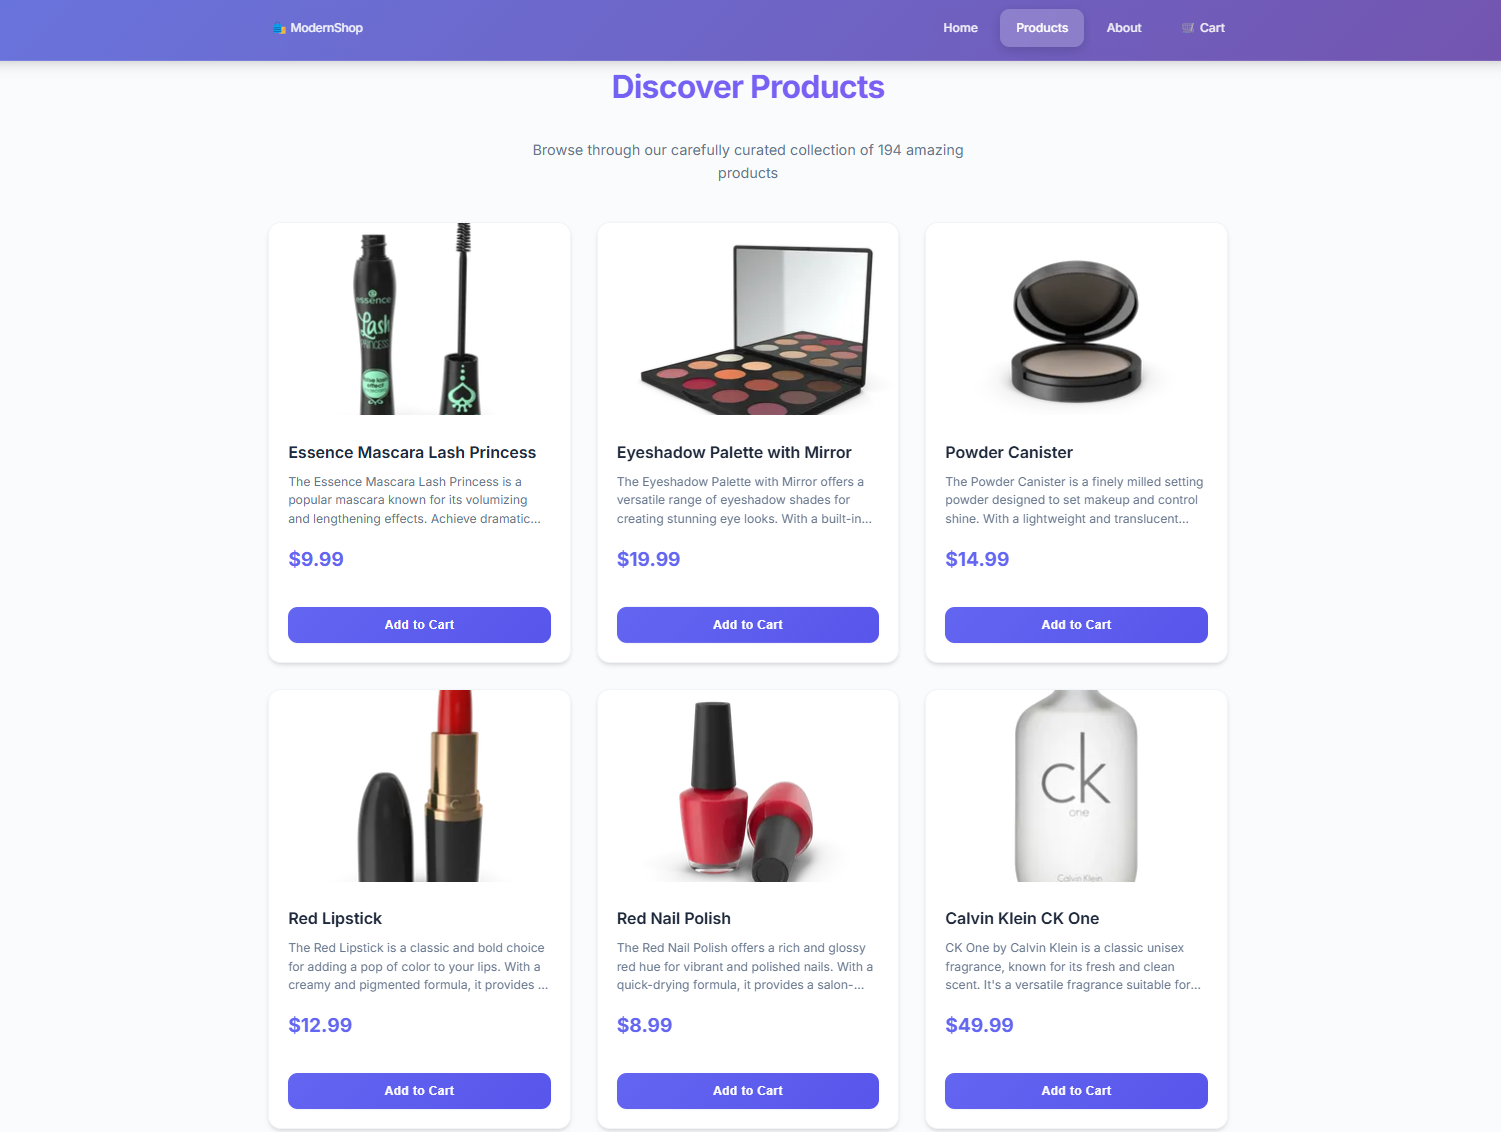 ModernShop
Home
Products
About
Cart
Discover Products
Browse through our carefully curated collection of 194 amazing
products
essence
Lash
PRINCESS
false lash
effect
Essence Mascara Lash Princess
The Essence Mascara Lash Princess is a
popular mascara known for its volumizing
and lengthening effects. Achieve dramatic...
$9.99
Add to Cart
Eyeshadow Palette with Mirror
The Eyeshadow Palette with Mirror offers a
versatile range of eyeshadow shades for
creating stunning eye looks. With a built-in...
$19.99
Add to Cart
Powder Canister
The Powder Canister is a finely milled setting
powder designed to set makeup and control
shine. With a lightweight and translucent...
$14.99
Add to Cart
Red Lipstick
The Red Lipstick is a classic and bold choice
for adding a pop of color to your lips. With a
creamy and pigmented formula, it provides ...
$12.99
Add to Cart
Red Nail Polish
The Red Nail Polish offers a rich and glossy
red hue for vibrant and polished nails. With a
quick-drying formula, it provides a salon-...
$8.99
Add to Cart
ck
one
Calvin Klein
Calvin Klein CK One
CK One by Calvin Klein is a classic unisex
fragrance, known for its fresh and clean
scent. It's a versatile fragrance suitable for...
$49.99
Add to Cart